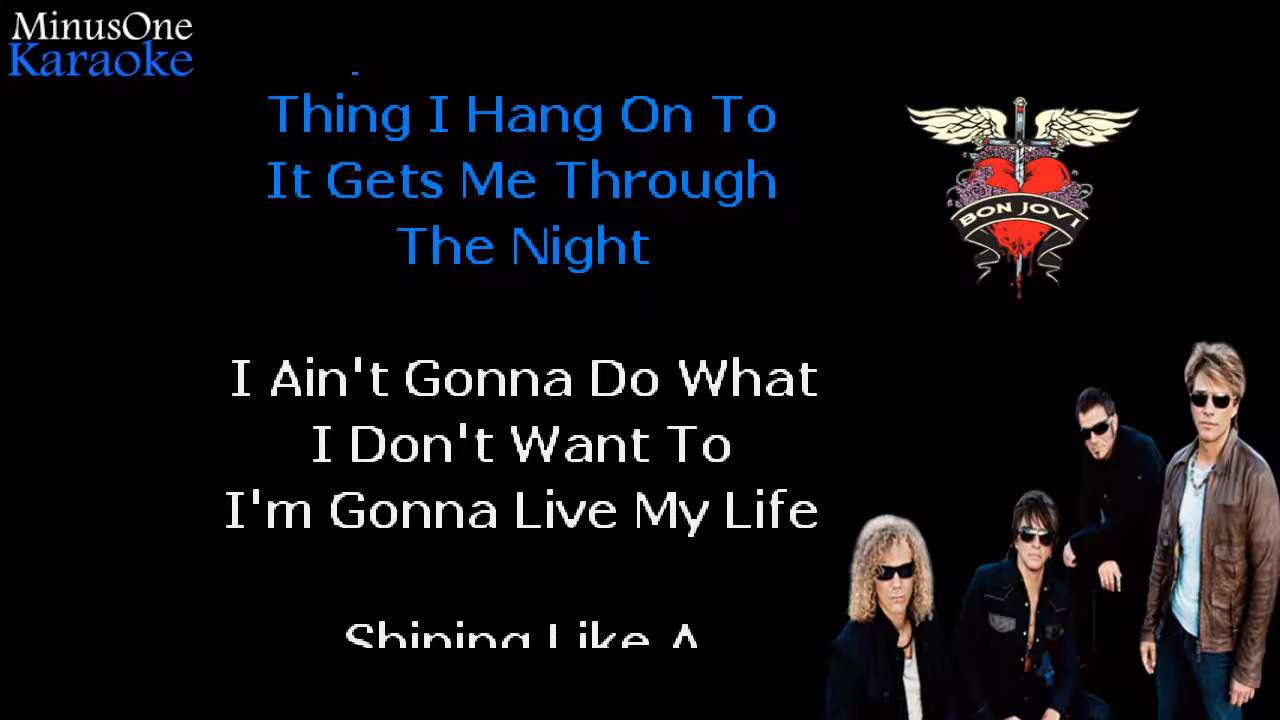 MinusOne
Karaoke
Thing I Hang On To
It Gets Me Through
The Night
BON JOVI
I Ain't Gonna Do What
I Don't Want To
I'm Gonna Live My Life
Shining Like A